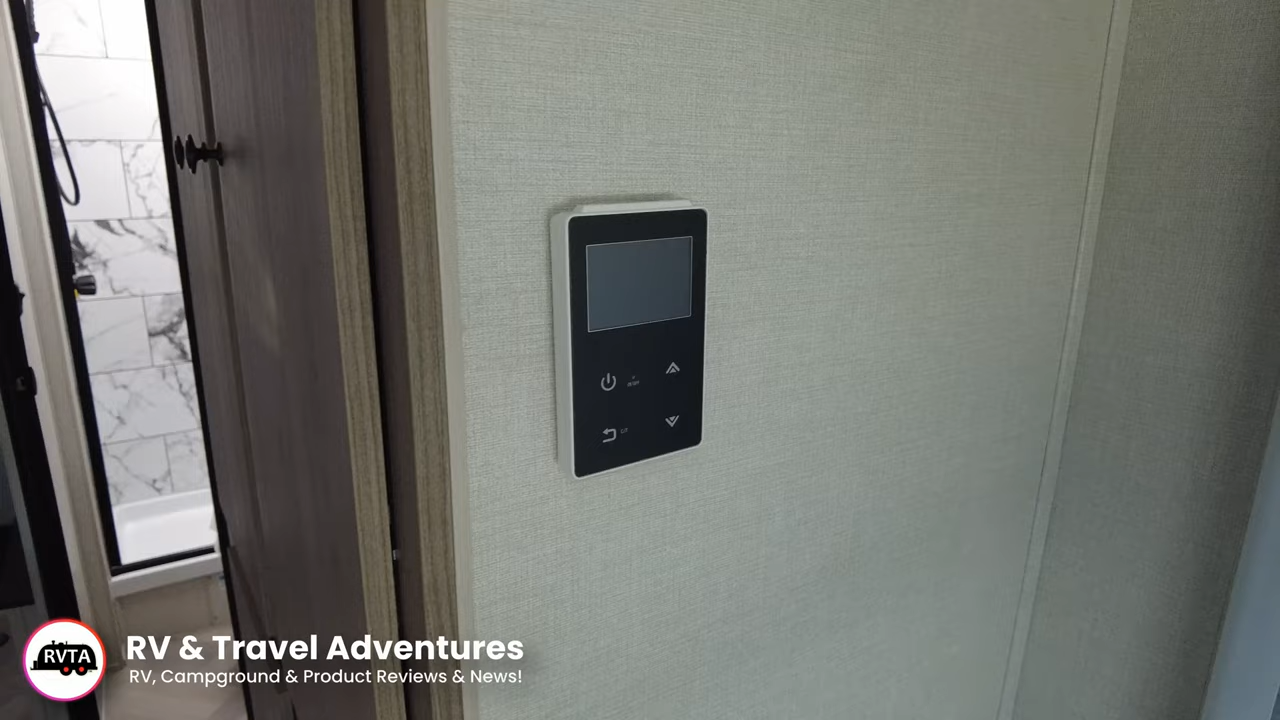 RVTA
RV & Travel Adventures
RV, Campground & Product Reviews & News!